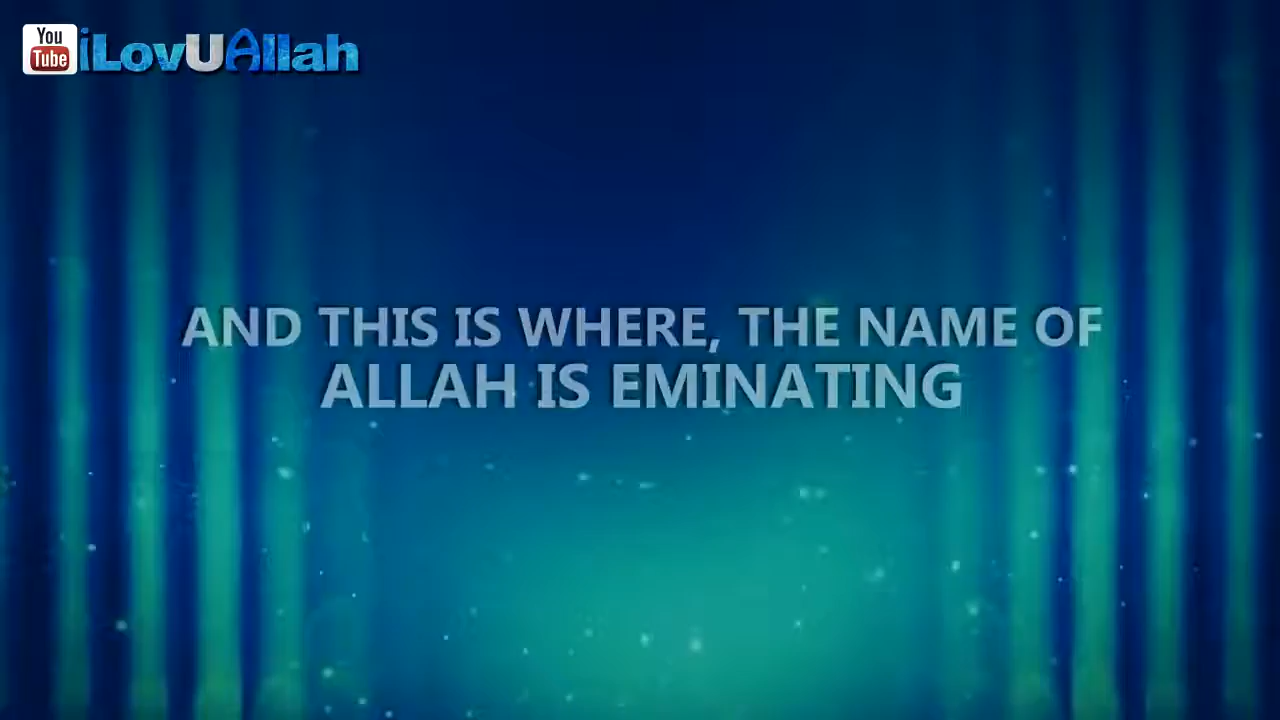 You
Tube
iLovUAllah
AND THIS IS WHERE, THE NAME OF
ALLAH IS EMINATING